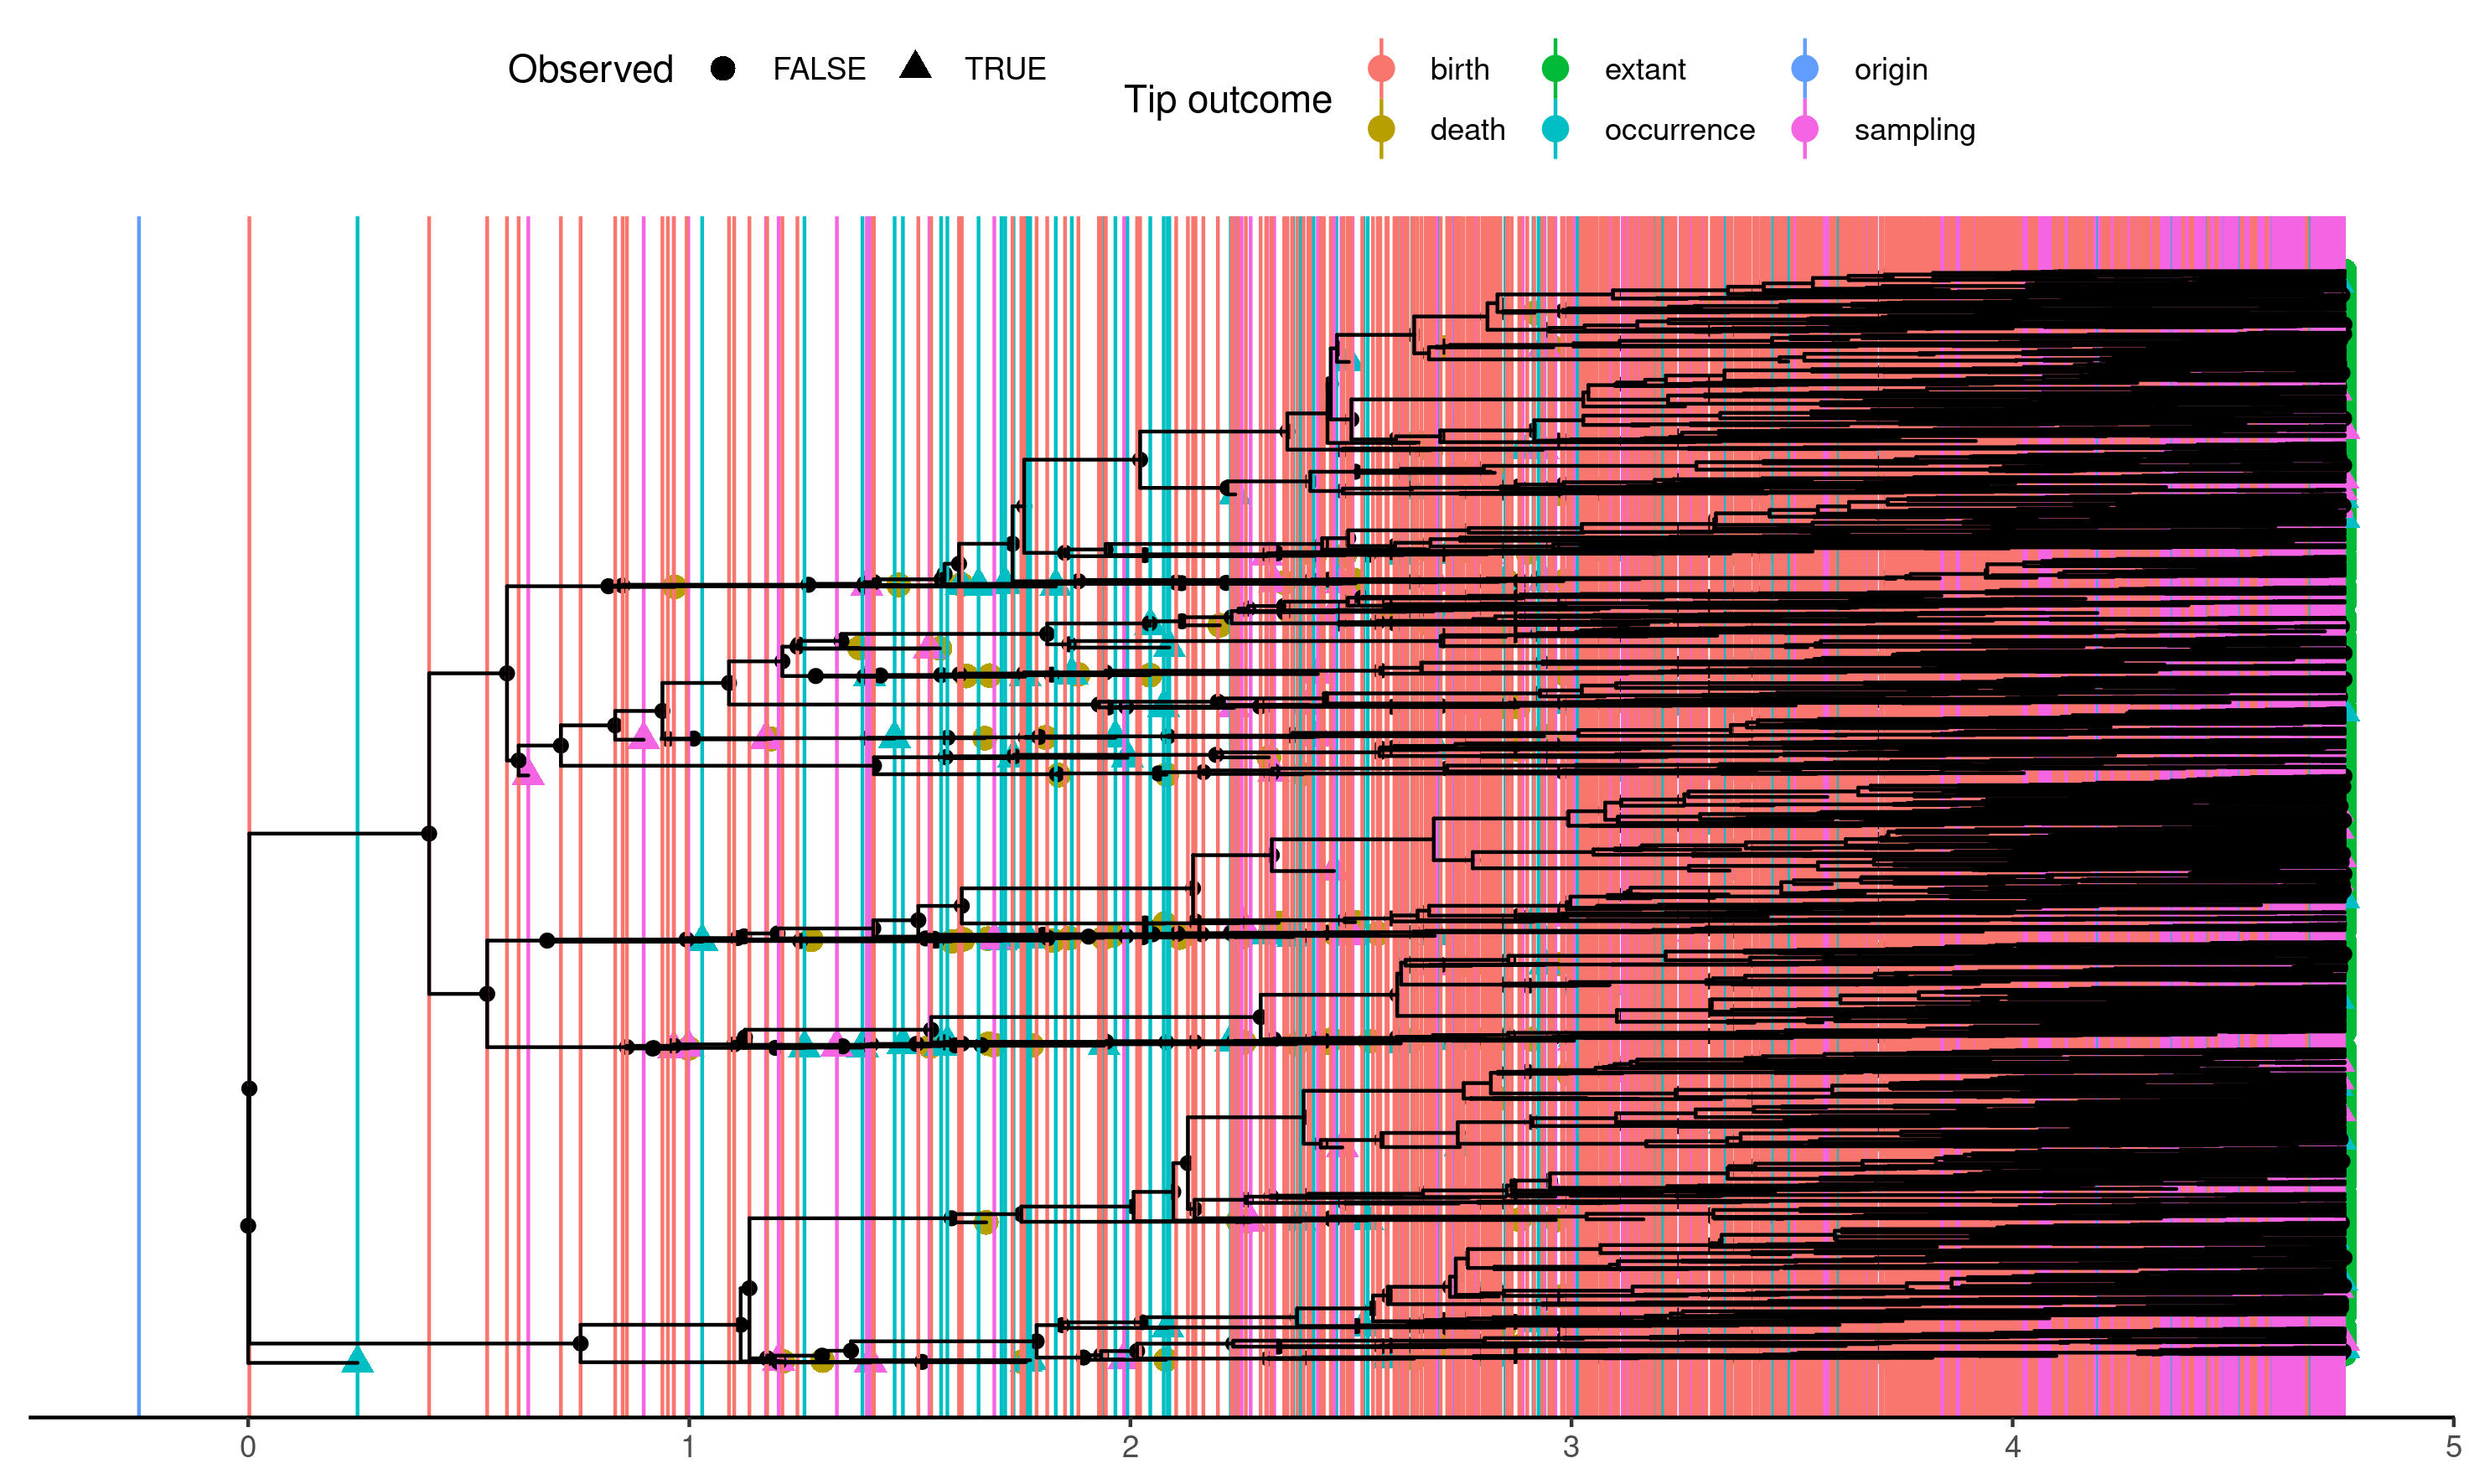 Observed FALSE TRUE
Tip outcome
birth extant origin
death occurrence sampling
0 1 2 3 4 5